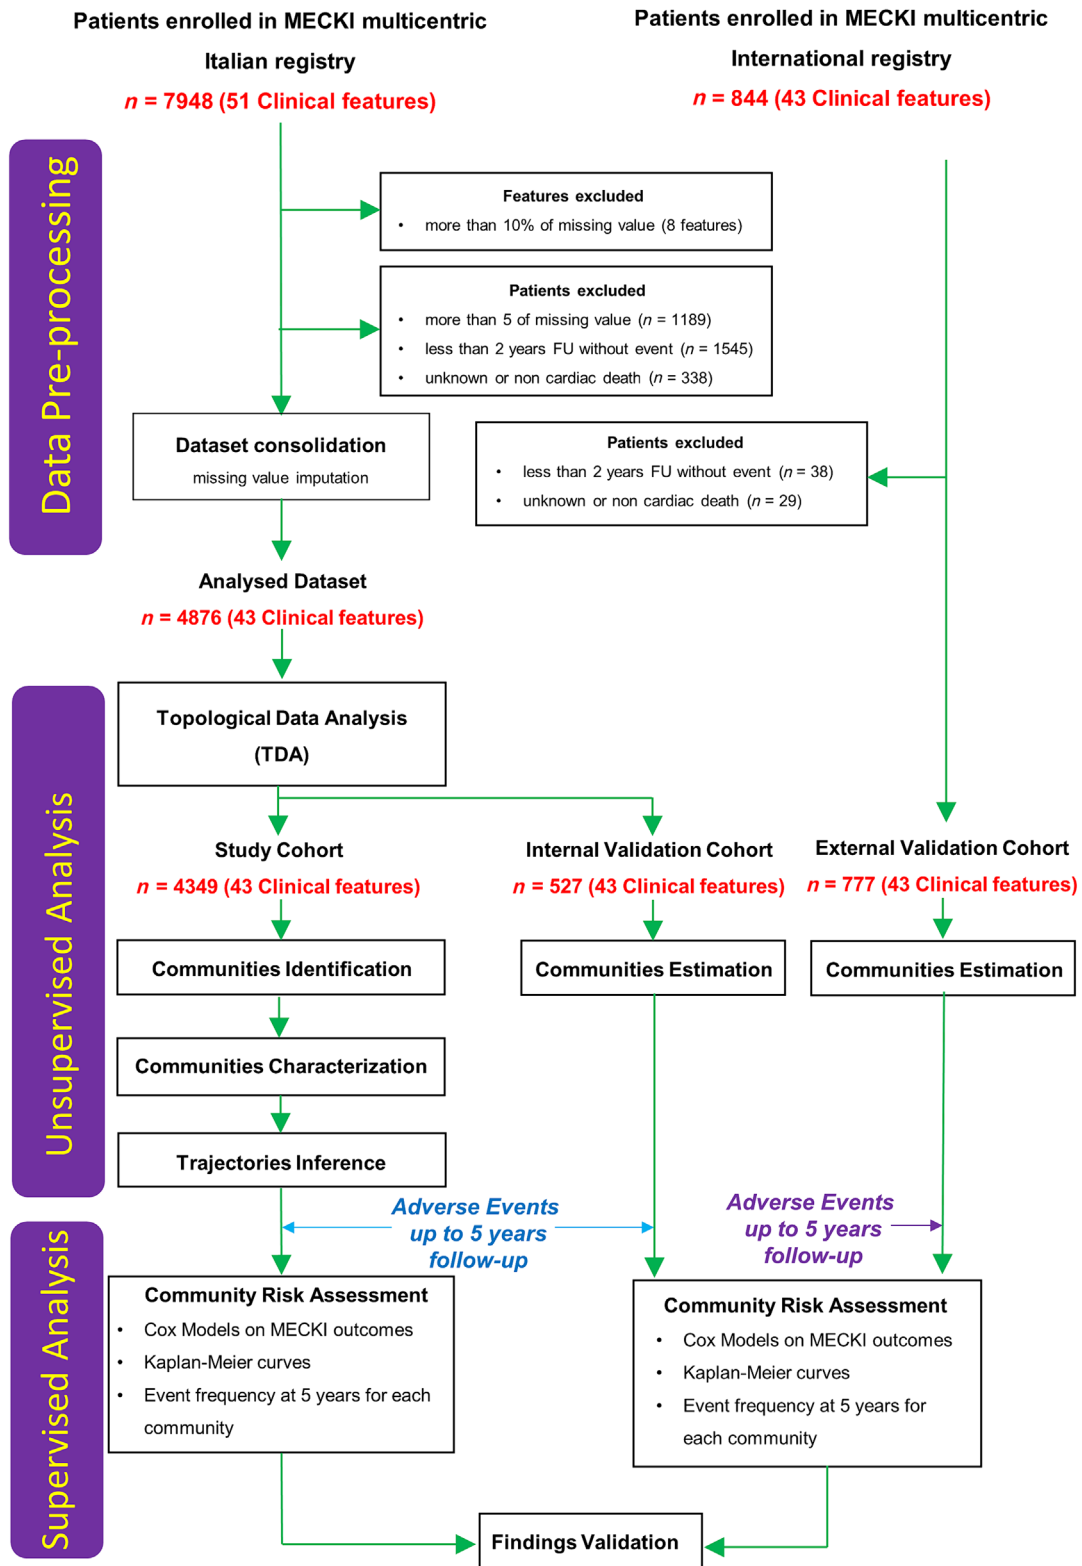 Patients enrolled in MECKI multicentric
Italian registry
n = 7948 (51 Clinical features)
Patients enrolled in MECKI multicentric
International registry
n = 844 (43 Clinical features)
Data Pre-processing
Features excluded
• more than 10% of missing value (8 features)
Patients excluded
• more than 5 of missing value (n = 1189)
• less than 2 years FU without event (n = 1545)
• unknown or non cardiac death (n = 338)
Dataset consolidation
missing value imputation
Patients excluded
• less than 2 years FU without event (n = 38)
• unknown or non cardiac death (n = 29)
Analysed Dataset
n = 4876 (43 Clinical features)
Unsupervised Analysis
Topological Data Analysis
(TDA)
Study Cohort
n = 4349 (43 Clinical features)
Internal Validation Cohort
n = 527 (43 Clinical features)
External Validation Cohort
n = 777 (43 Clinical features)
Communities Identification
Communities Estimation
Communities Estimation
Communities Characterization
Trajectories Inference
Adverse Events
up to 5 years
follow-up
Adverse Events
up to 5 years
follow-up
Supervised Analysis
Community Risk Assessment
• Cox Models on MECKI outcomes
• Kaplan-Meier curves
• Event frequency at 5 years for each
community
Community Risk Assessment
• Cox Models on MECKI outcomes
• Kaplan-Meier curves
• Event frequency at 5 years for
each community
Findings Validation